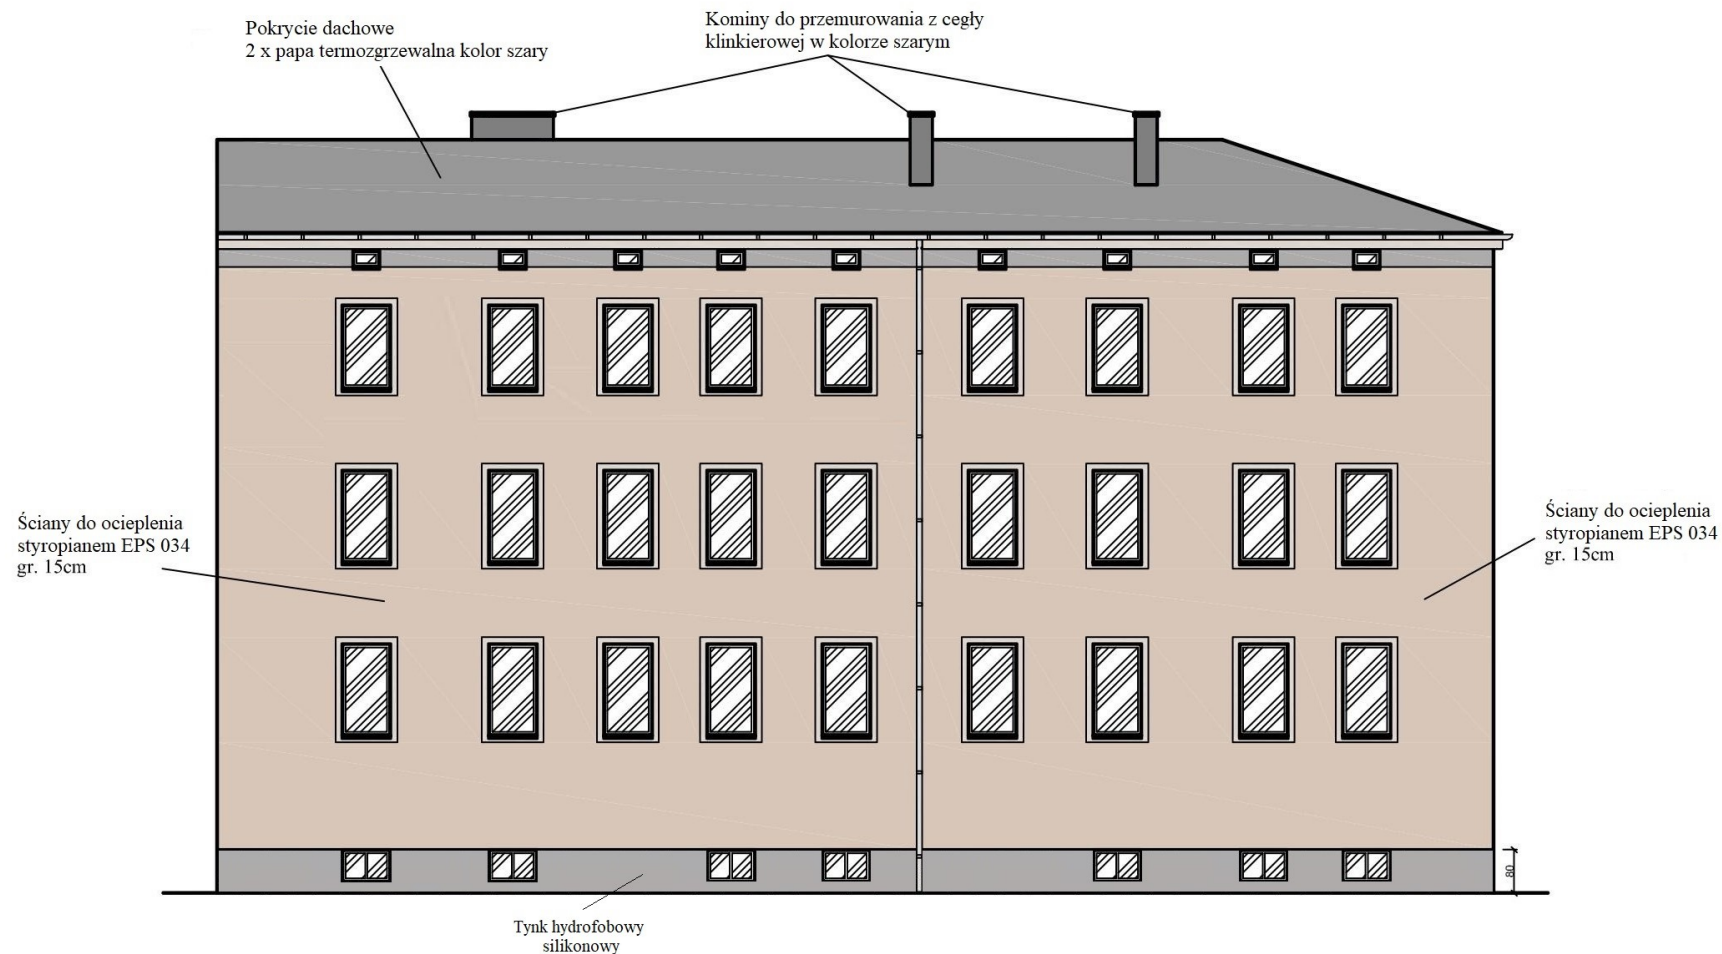 Pokrycie dachowe
2 x papa termozgrzewalna kolor szary
Kominy do przemurowania z cegły
klinkierowej w kolorze szarym
Ściany do ocieplenia
styropianem EPS 034
gr. 15cm
Ściany do ocieplenia
styropianem EPS 034
gr. 15cm
80
Tynk hydrofobowy
silikonowy